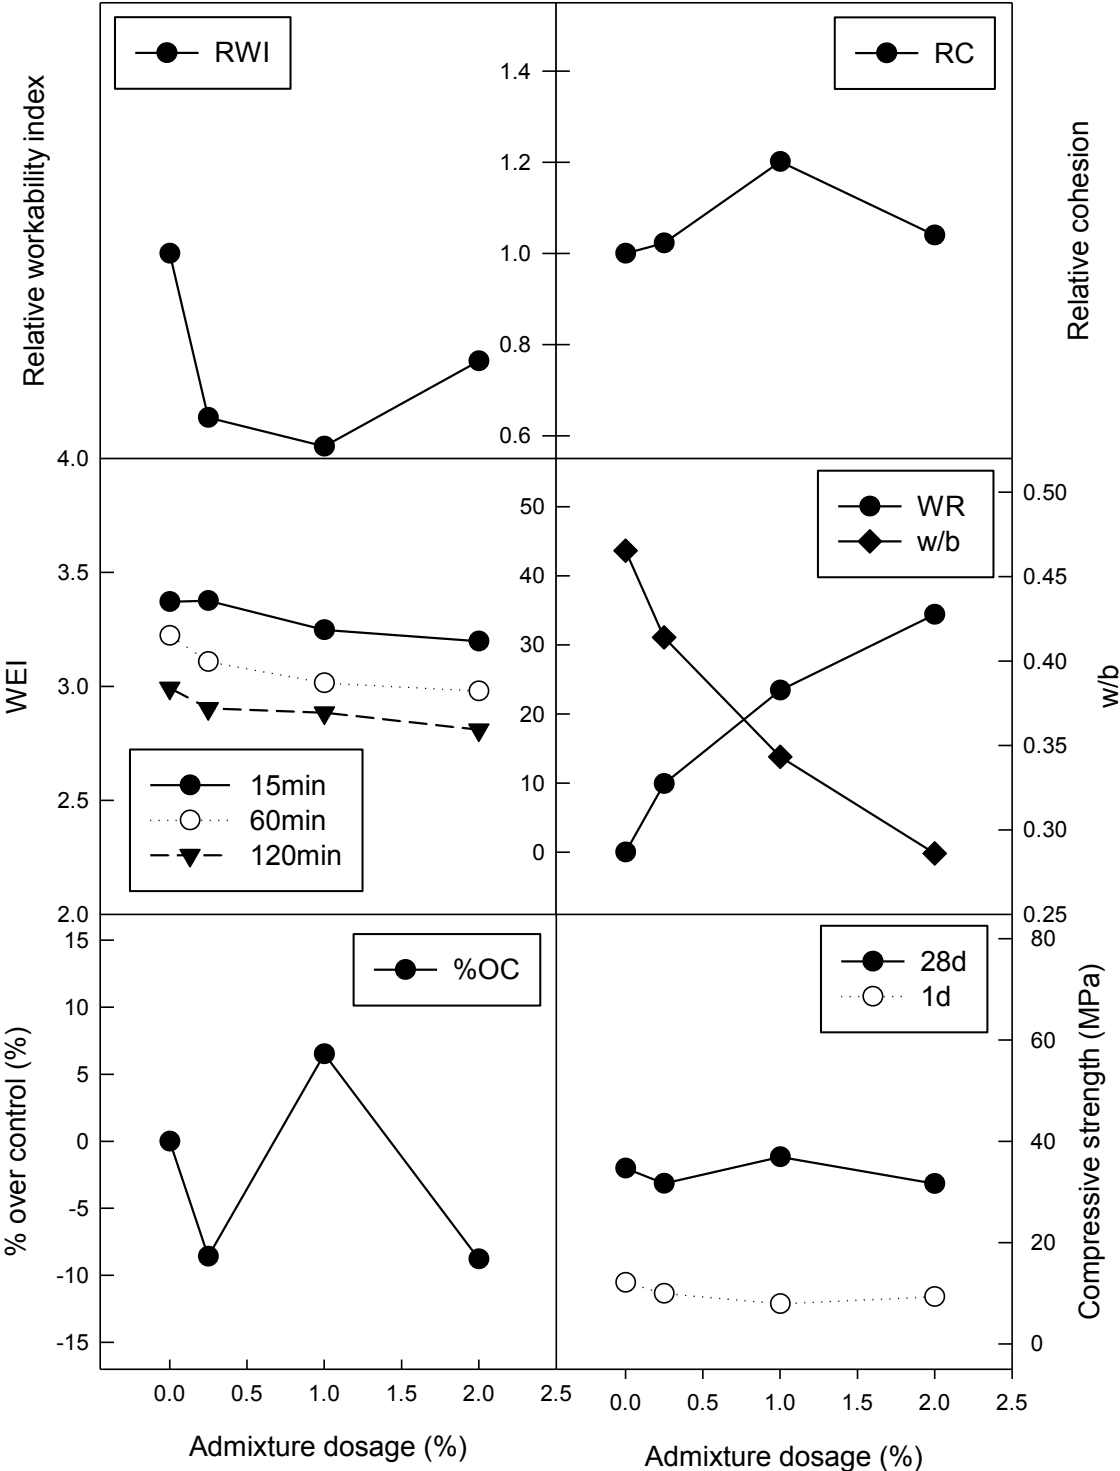 RWI
RC
Relative workability index
1.4
1.2
1.0
0.8
0.6
Relative cohesion
4.0
3.5
3.0
2.5
2.0
WEI
15min
60min
120min
50
40
30
20
10
0
WR
w/b
0.50
0.45
0.40
0.35
0.30
0.25
w/b
15
10
5
0
-5
-10
-15
% over control (%)
%OC
28d
1d
80
60
40
20
0
Compressive strength (MPa)
0.0 0.5 1.0 1.5 2.0 2.5
0.0 0.5 1.0 1.5 2.0 2.5
Admixture dosage (%)
Admixture dosage (%)